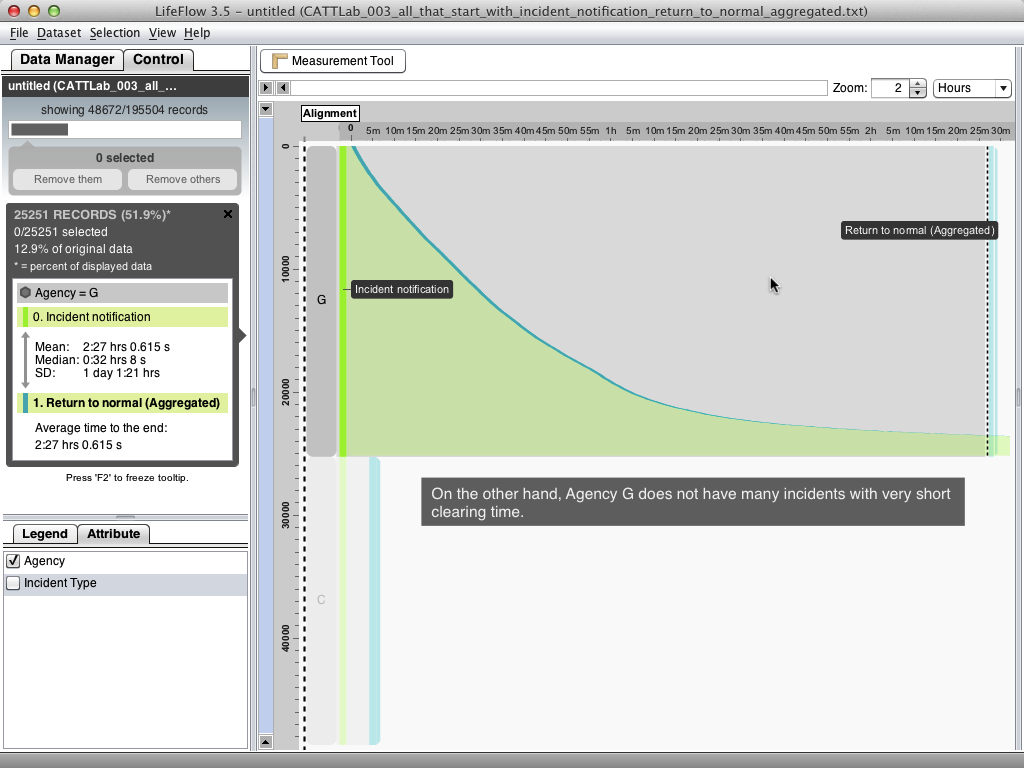 LifeFlow 3.5 - untitled (CATTLab_003_all_that_start_with_incident_notification_return_to_normal_aggregated.txt)
File Dataset Selection View Help
Data Manager Control
untitled (CATTLab_003_all_...
showing 48672/195504 records
0 selected
Remove them Remove others
25251 RECORDS (51.9%)*
0/25251 selected
12.9% of original data
* = percent of displayed data
Agency = G
0. Incident notification
Mean: 2:27 hrs 0.615 s
Median: 0:32 hrs 8 s
SD: 1 day 1:21 hrs
1. Return to normal (Aggregated)
Average time to the end:
2:27 hrs 0.615 s
Press 'F2' to freeze tooltip.
Legend Attribute
Agency
Incident Type
Measurement Tool
Zoom: 2 Hours
Alignment
0 5m 10m 15m 20m 25m 30m 35m 40m 45m 50m 55m 1h 5m 10m 15m 20m 25m 30m 35m 40m 45m 50m 55m 2h 5m 10m 15m 20m 25m 30m
0
10000
20000
30000
40000
G
C
Return to normal (Aggregated)
Incident notification
On the other hand, Agency G does not have many incidents with very short
clearing time.